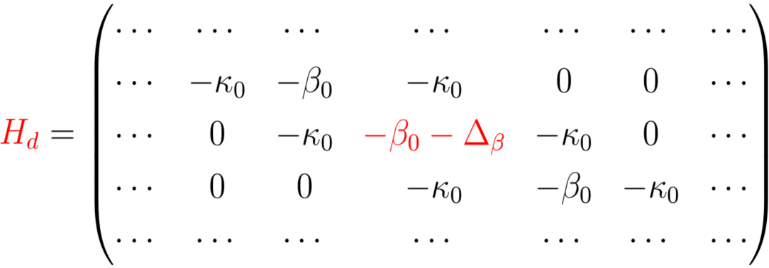 ⋯ ⋯ ⋯ ⋯ ⋯ ⋯ ⋯
⋯ −κ₀ −β₀ −κ₀ 0 0 ⋯
H_d = ⋯ 0 −κ₀ −β₀ − Δ_β −κ₀ 0 ⋯
⋯ 0 0 −κ₀ −β₀ −κ₀ ⋯
⋯ ⋯ ⋯ ⋯ ⋯ ⋯ ⋯